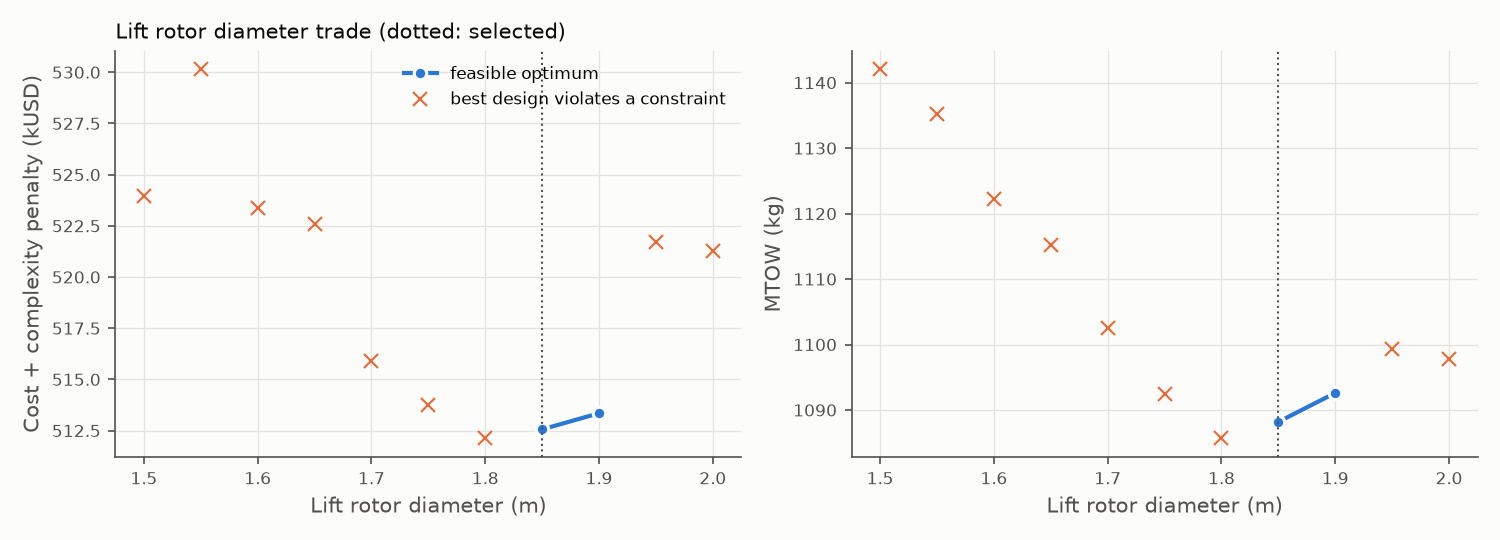 Lift rotor diameter trade (dotted: selected)
Cost + complexity penalty (kUSD)
530.0
527.5
525.0
522.5
520.0
517.5
515.0
512.5
feasible optimum
best design violates a constraint
1.5 1.6 1.7 1.8 1.9 2.0
Lift rotor diameter (m)
MTOW (kg)
1140
1130
1120
1110
1100
1090
1.5 1.6 1.7 1.8 1.9 2.0
Lift rotor diameter (m)